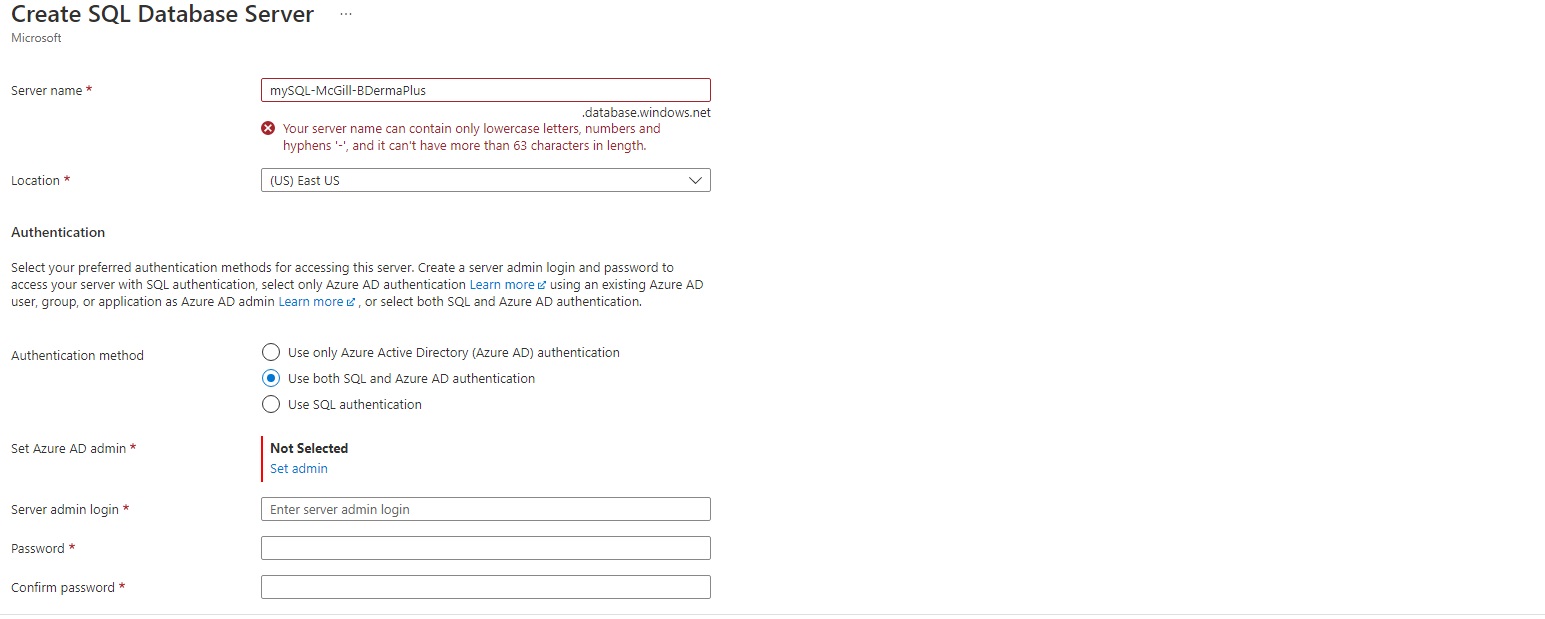 Create SQL Database Server ...
Microsoft
Server name *
mySQL-McGill-BDermaPlus
.database.windows.net
Your server name can contain only lowercase letters, numbers and
hyphens '-', and it can't have more than 63 characters in length.
Location *
(US) East US
Authentication
Select your preferred authentication methods for accessing this server. Create a server admin login and password to
access your server with SQL authentication, select only Azure AD authentication Learn more using an existing Azure AD
user, group, or application as Azure AD admin Learn more , or select both SQL and Azure AD authentication.
Authentication method
Use only Azure Active Directory (Azure AD) authentication
Use both SQL and Azure AD authentication
Use SQL authentication
Set Azure AD admin *
Not Selected
Set admin
Server admin login *
Enter server admin login
Password *
Confirm password *